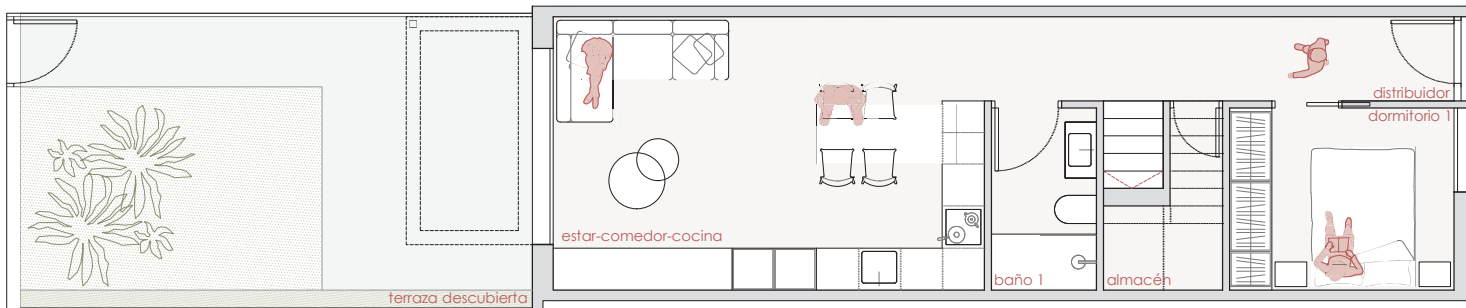 distribuidor
dormitorio 1
estar-comedor-cocina
baño 1
almacén
terraza descubierta